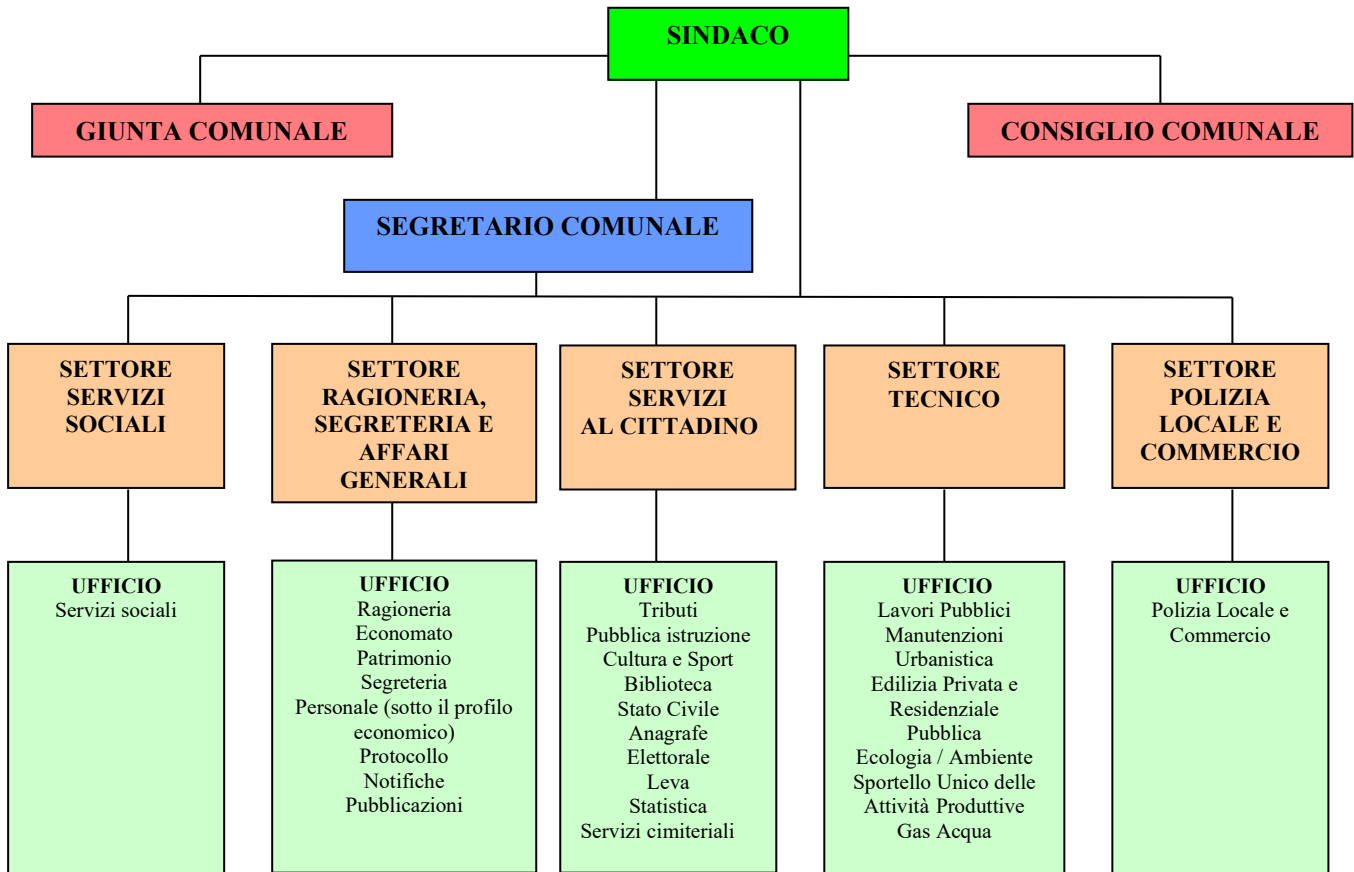 SINDACO
GIUNTA COMUNALE
CONSIGLIO COMUNALE
SEGRETARIO COMUNALE
SETTORE
SERVIZI
SOCIALI
SETTORE
RAGIONERIA,
SEGRETERIA E
AFFARI
GENERALI
SETTORE
SERVIZI
AL CITTADINO
SETTORE
TECNICO
SETTORE
POLIZIA
LOCALE E
COMMERCIO
UFFICIO
Servizi sociali
UFFICIO
Ragioneria
Economato
Patrimonio
Segreteria
Personale (sotto il profilo
economico)
Protocollo
Notifiche
Pubblicazioni
UFFICIO
Tributi
Pubblica istruzione
Cultura e Sport
Biblioteca
Stato Civile
Anagrafe
Elettorale
Leva
Statistica
Servizi cimiteriali
UFFICIO
Lavori Pubblici
Manutenzioni
Urbanistica
Edilizia Privata e
Residenziale
Pubblica
Ecologia / Ambiente
Sportello Unico delle
Attività Produttive
Gas Acqua
UFFICIO
Polizia Locale e
Commercio